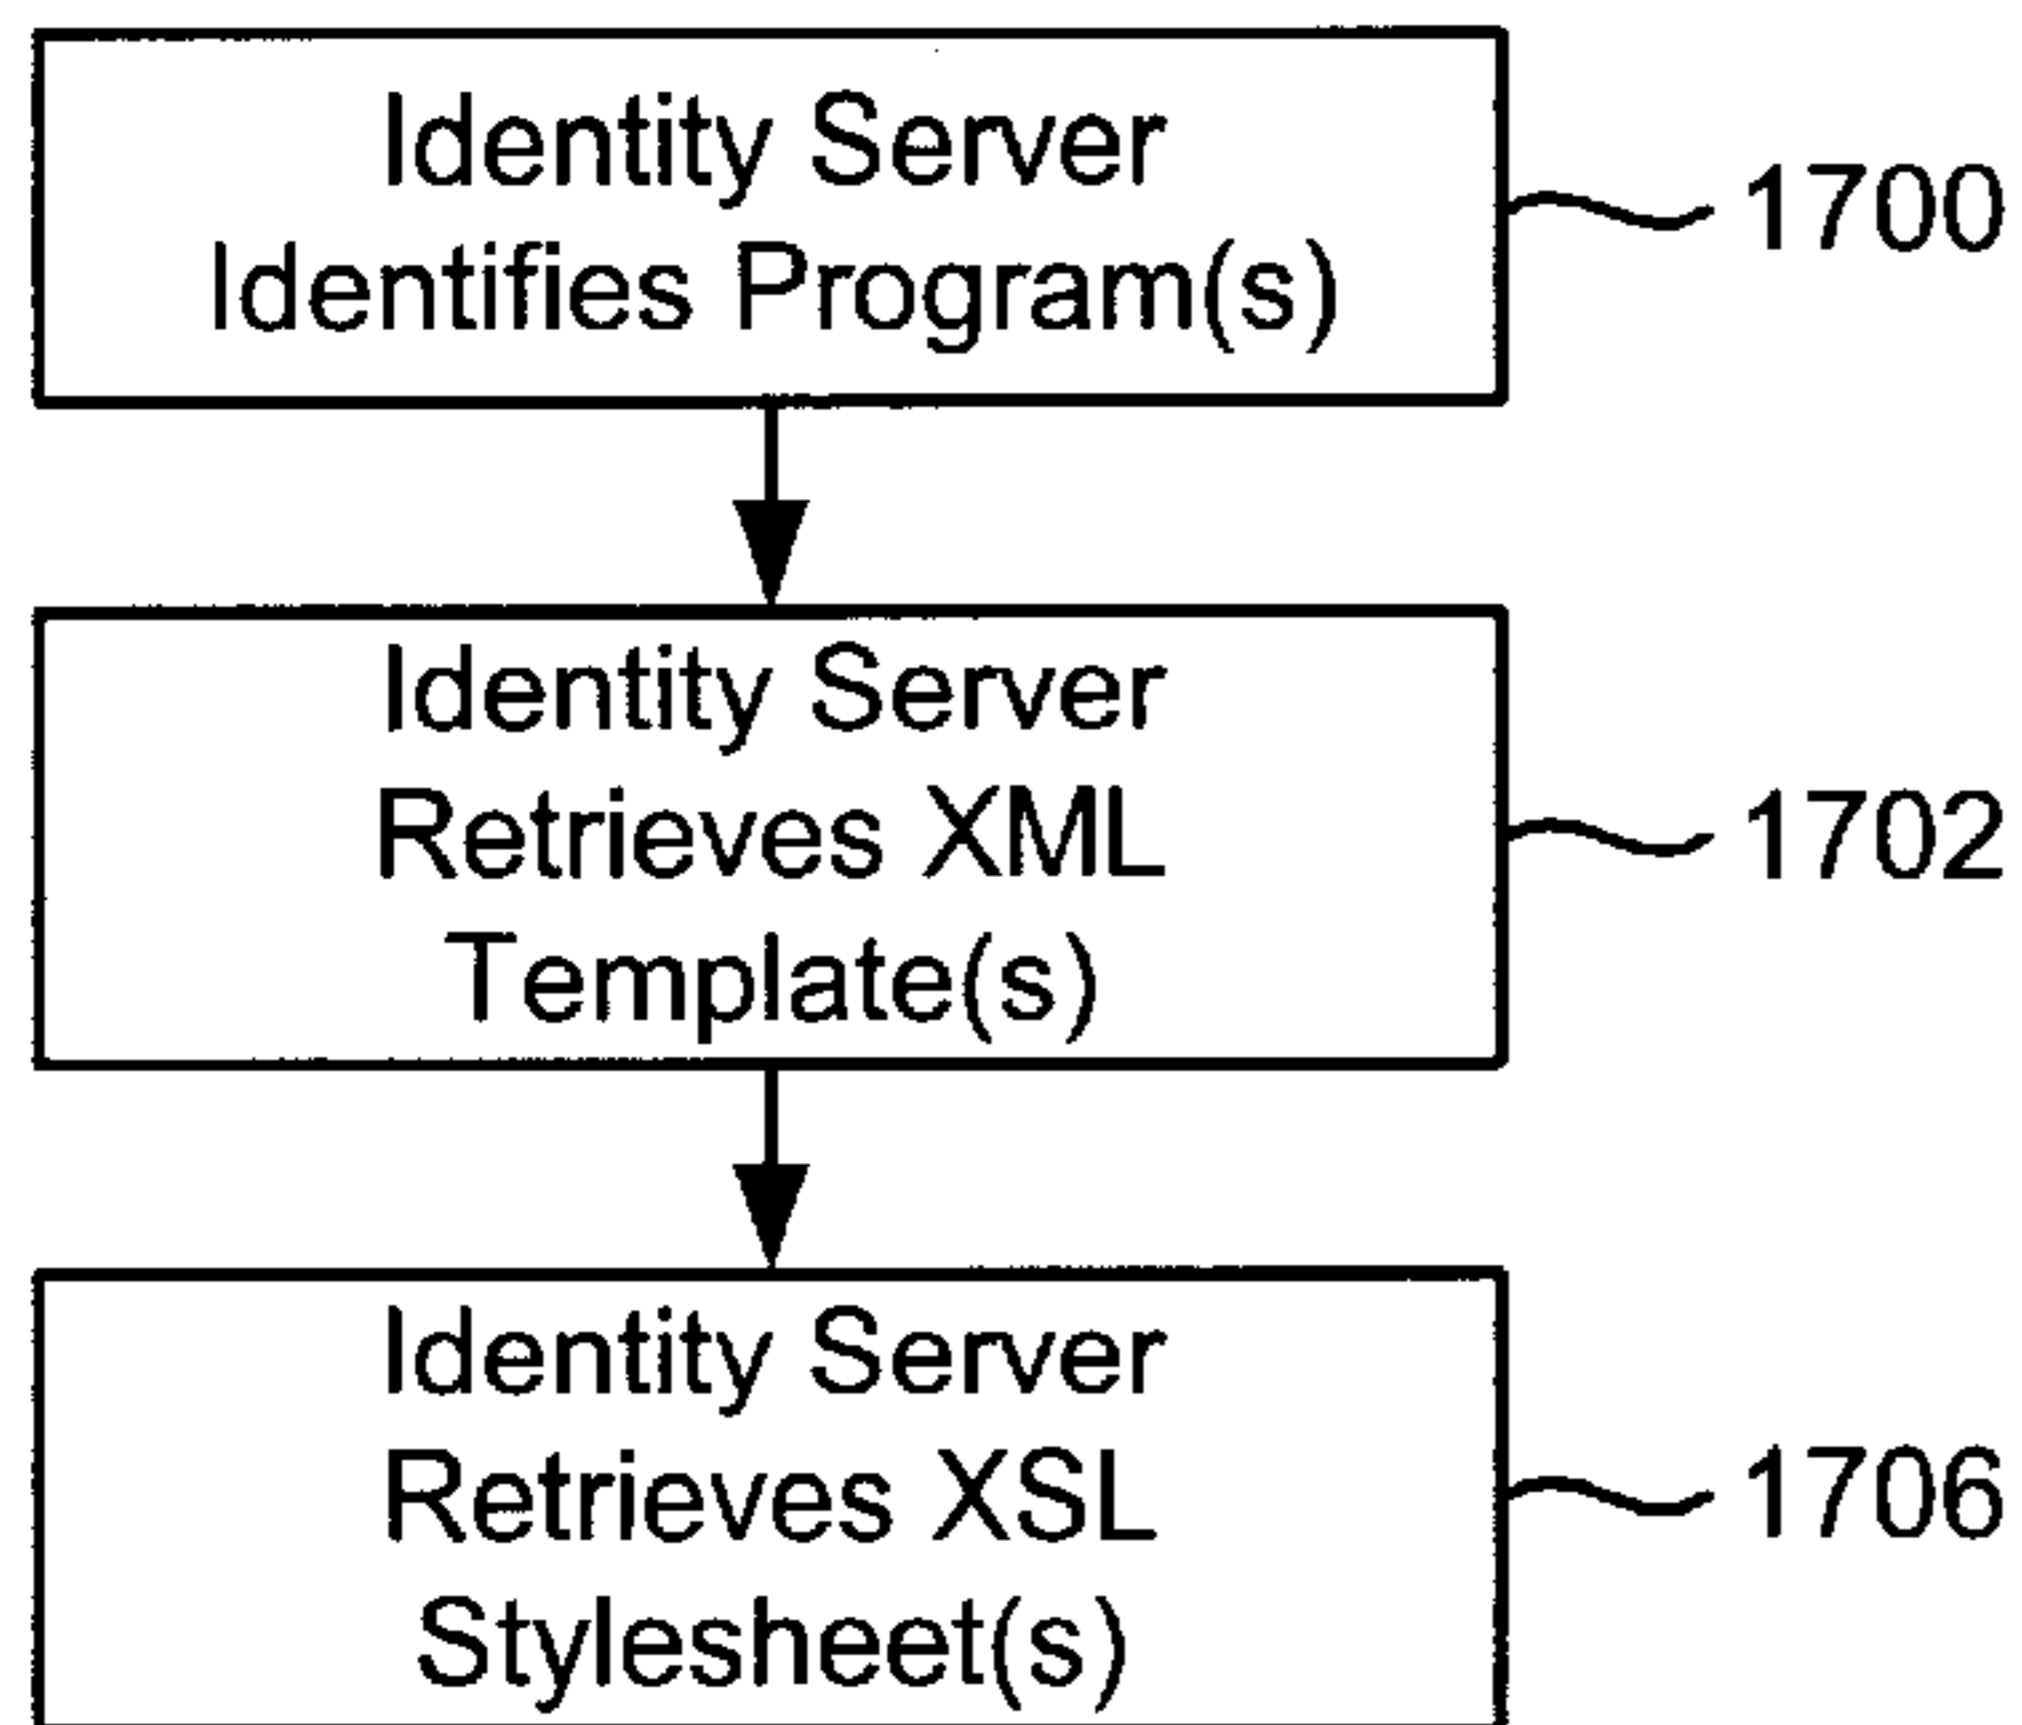 Identity Server
Identifies Program(s)
1700
Identity Server
Retrieves XML
Template(s)
1702
Identity Server
Retrieves XSL
Stylesheet(s)
1706